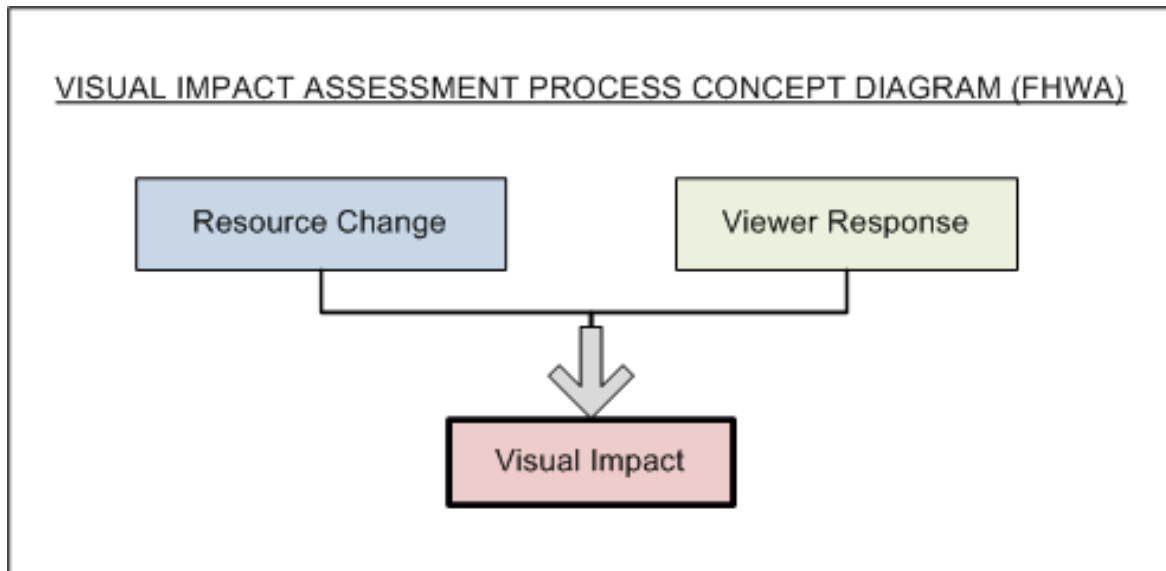 VISUAL IMPACT ASSESSMENT PROCESS CONCEPT DIAGRAM (FHWA)
Resource Change
Viewer Response
Visual Impact